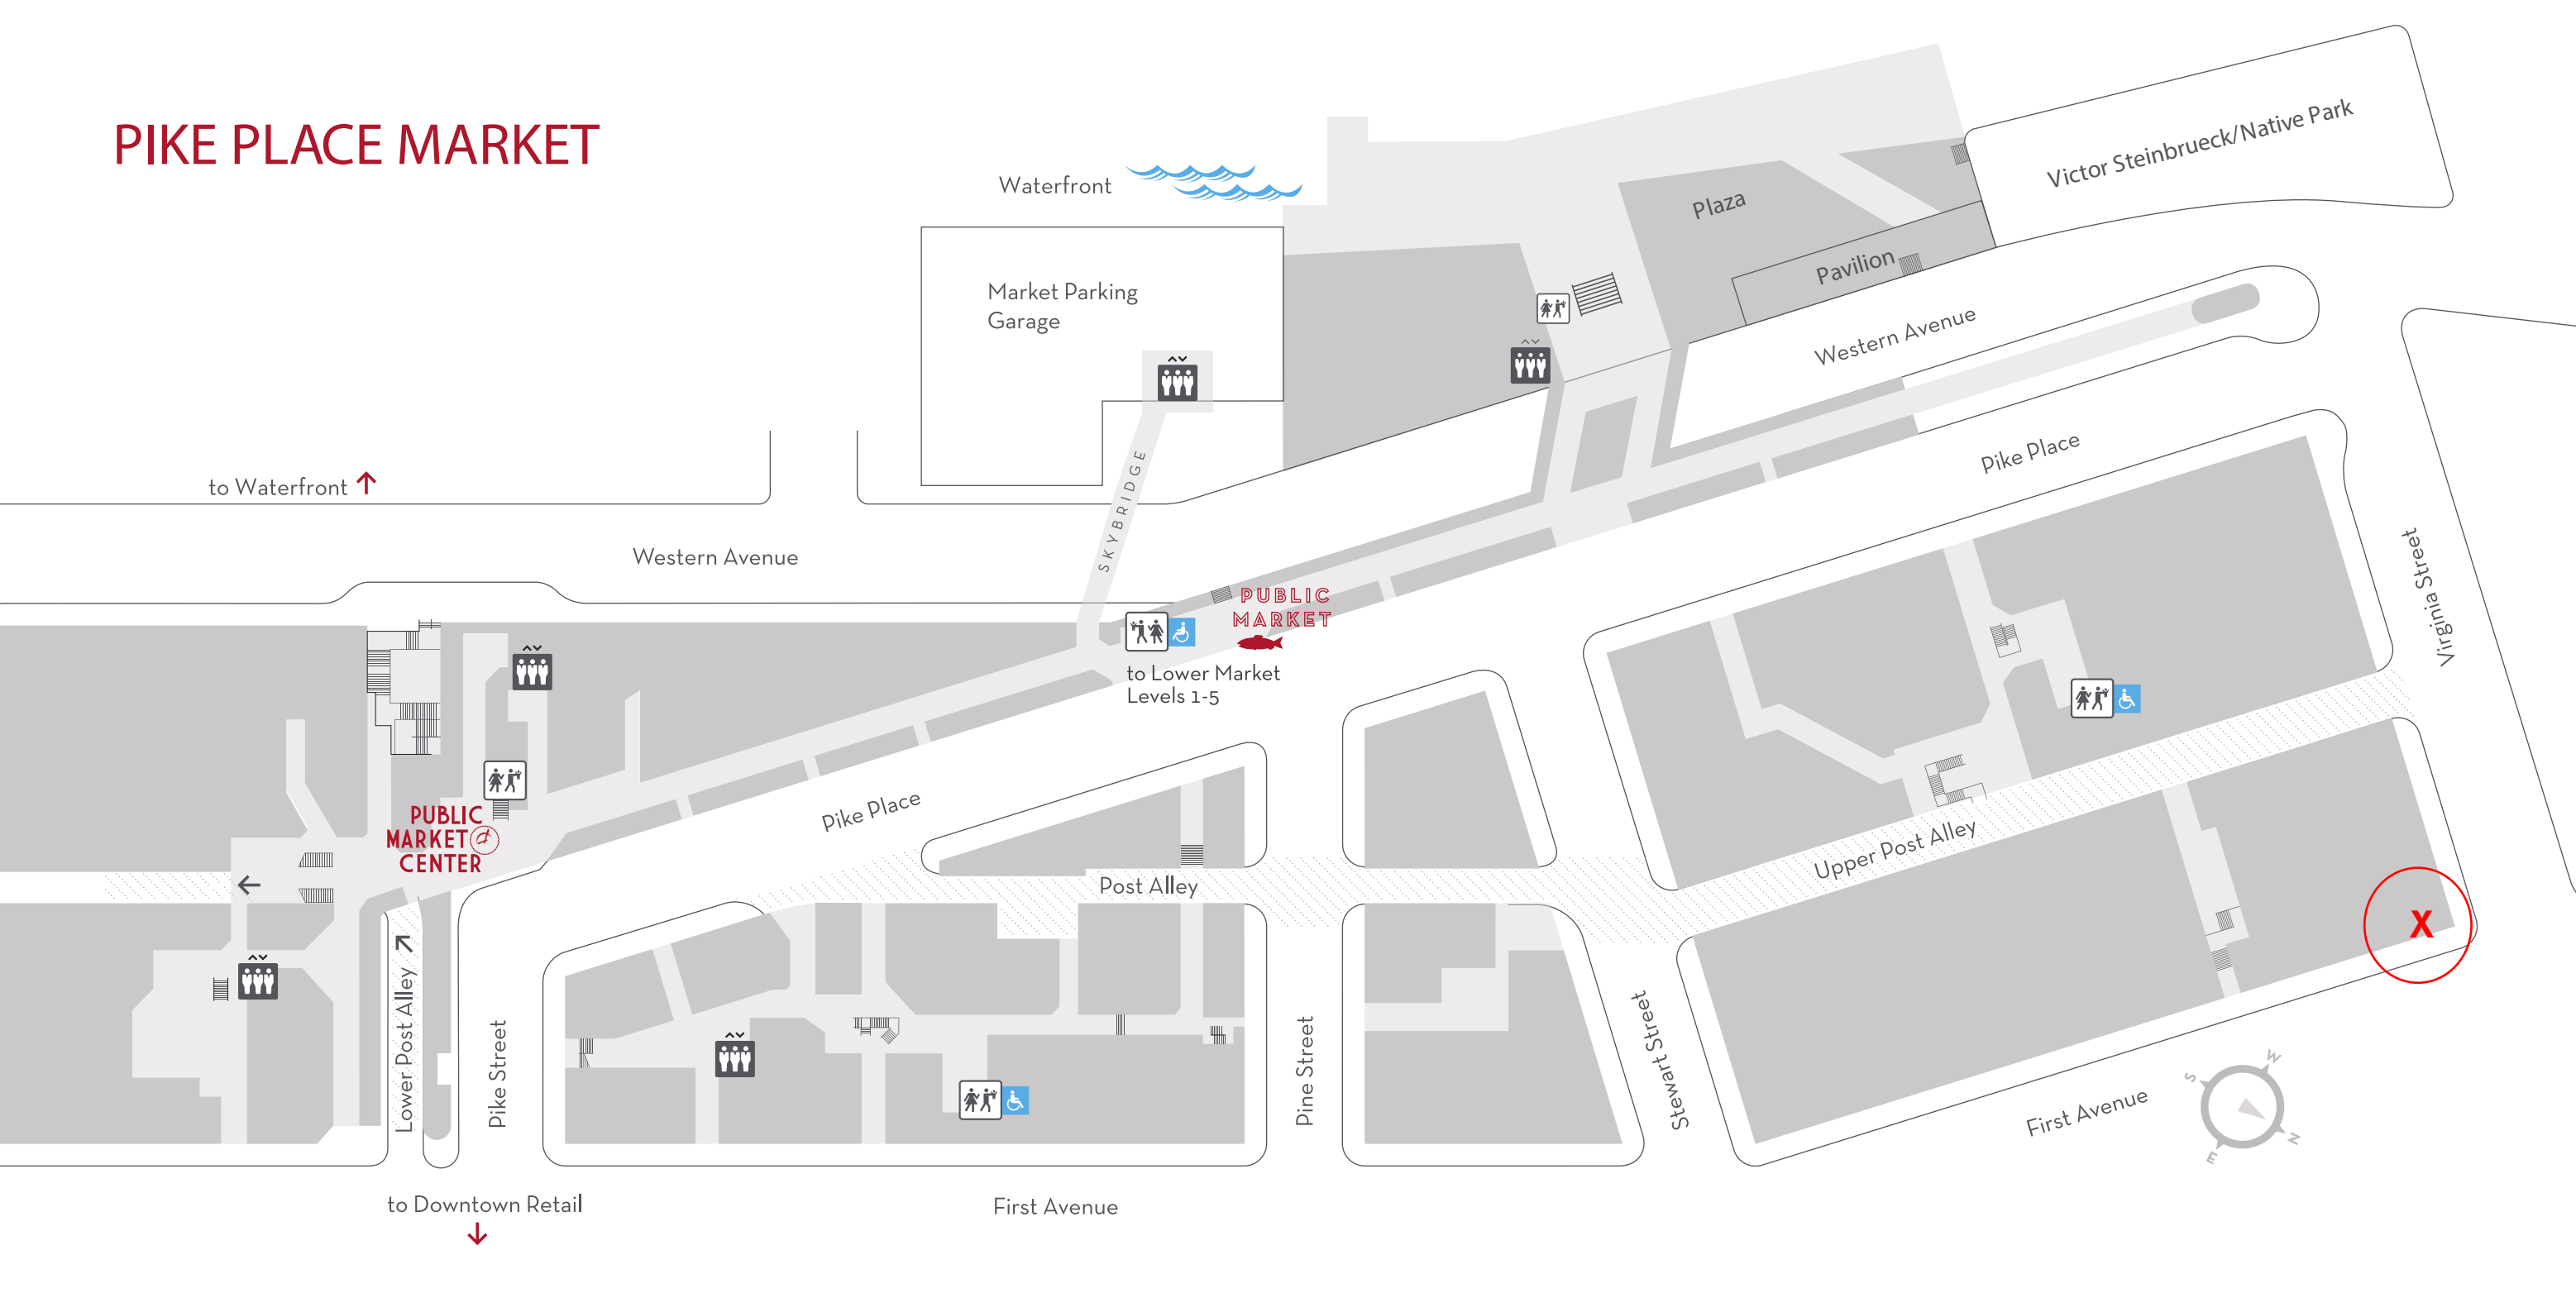 PIKE PLACE MARKET
Victor Steinbrueck/Native Park
Waterfront
Plaza
Pavilion
Market Parking
Garage
Western Avenue
SKYBRIDGE
Pike Place
to Waterfront
Western Avenue
Virginia Street
PUBLIC
MARKET
to Lower Market
Levels 1-5
Pike Place
PUBLIC
MARKET
CENTER
Post Alley
Upper Post Alley
X
Lower Post Alley
Pike Street
Pine Street
Stewart Street
First Avenue
W
S
N
E
to Downtown Retail
First Avenue